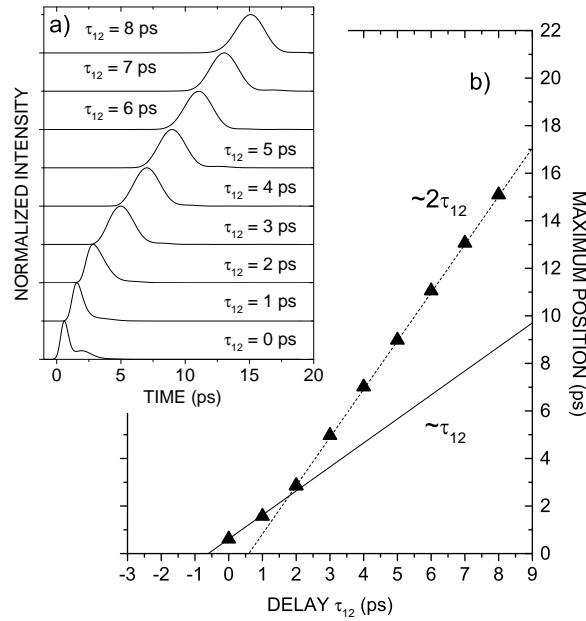 a)
τ12 = 8 ps
τ12 = 7 ps
τ12 = 6 ps
τ12 = 5 ps
τ12 = 4 ps
τ12 = 3 ps
τ12 = 2 ps
τ12 = 1 ps
τ12 = 0 ps
NORMALIZED INTENSITY
0 5 10 15 20
TIME (ps)
b)
~2τ12
~τ12
22
20
18
16
14
12
10
8
6
4
2
0
MAXIMUM POSITION
(ps)
-3 -2 -1 0 1 2 3 4 5 6 7 8 9
DELAY τ12 (ps)